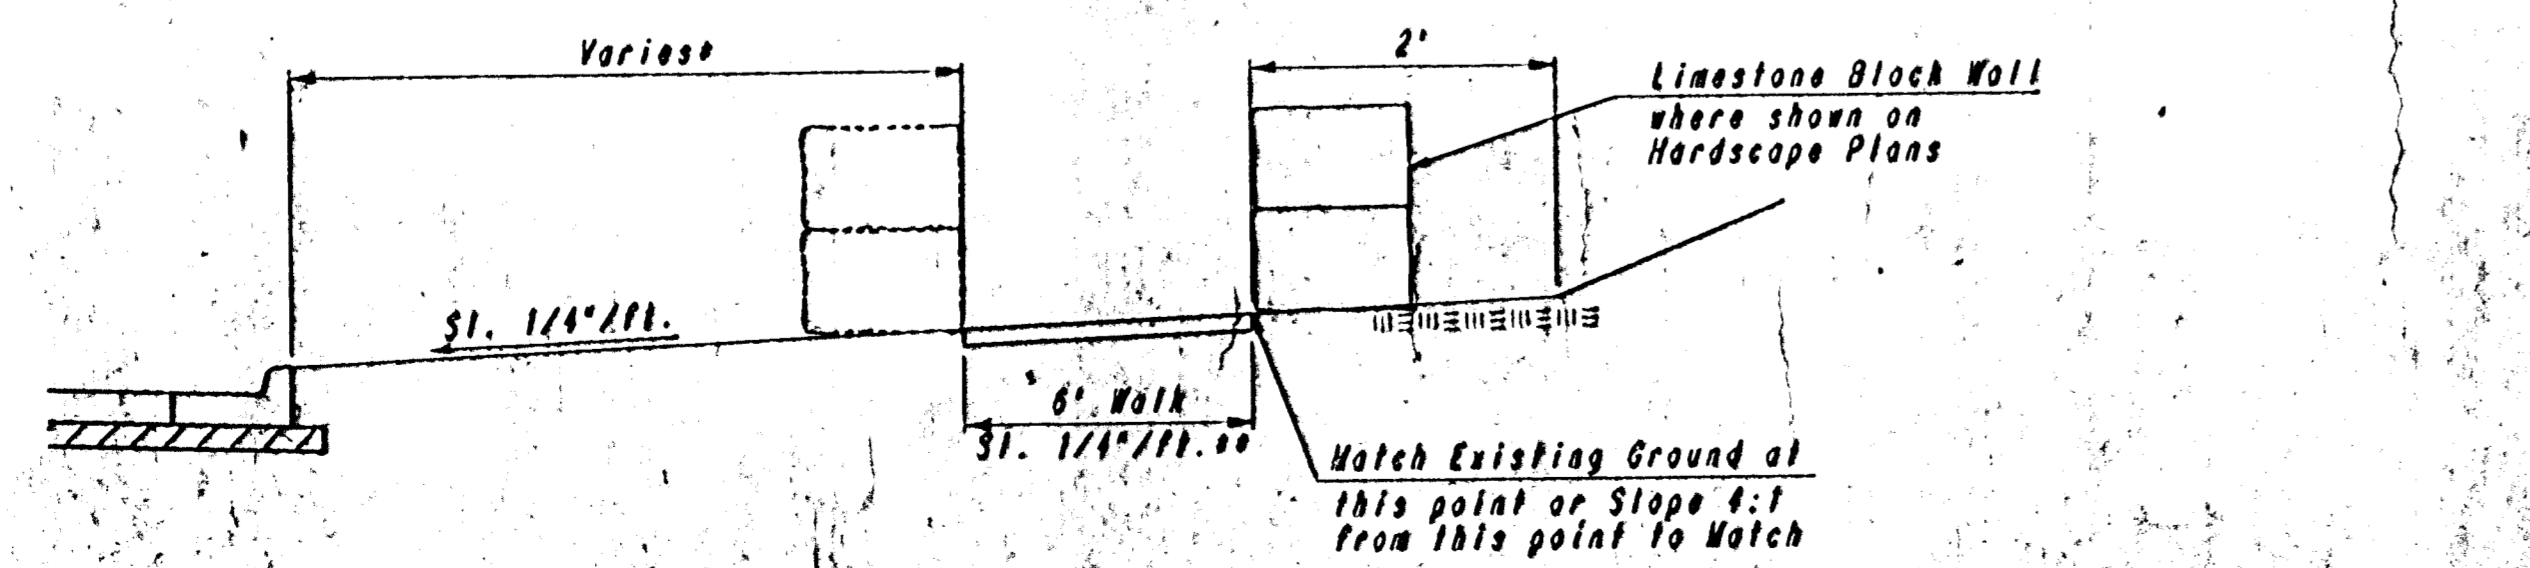 Varies*
2'
Limestone Block Wall
where shown on
Hardscape Plans
Sl. 1/4"/ft.
6' Walk
Sl. 1/4"/ft.**
Match Existing Ground at
this point or Slope 4:1
from this point to Match